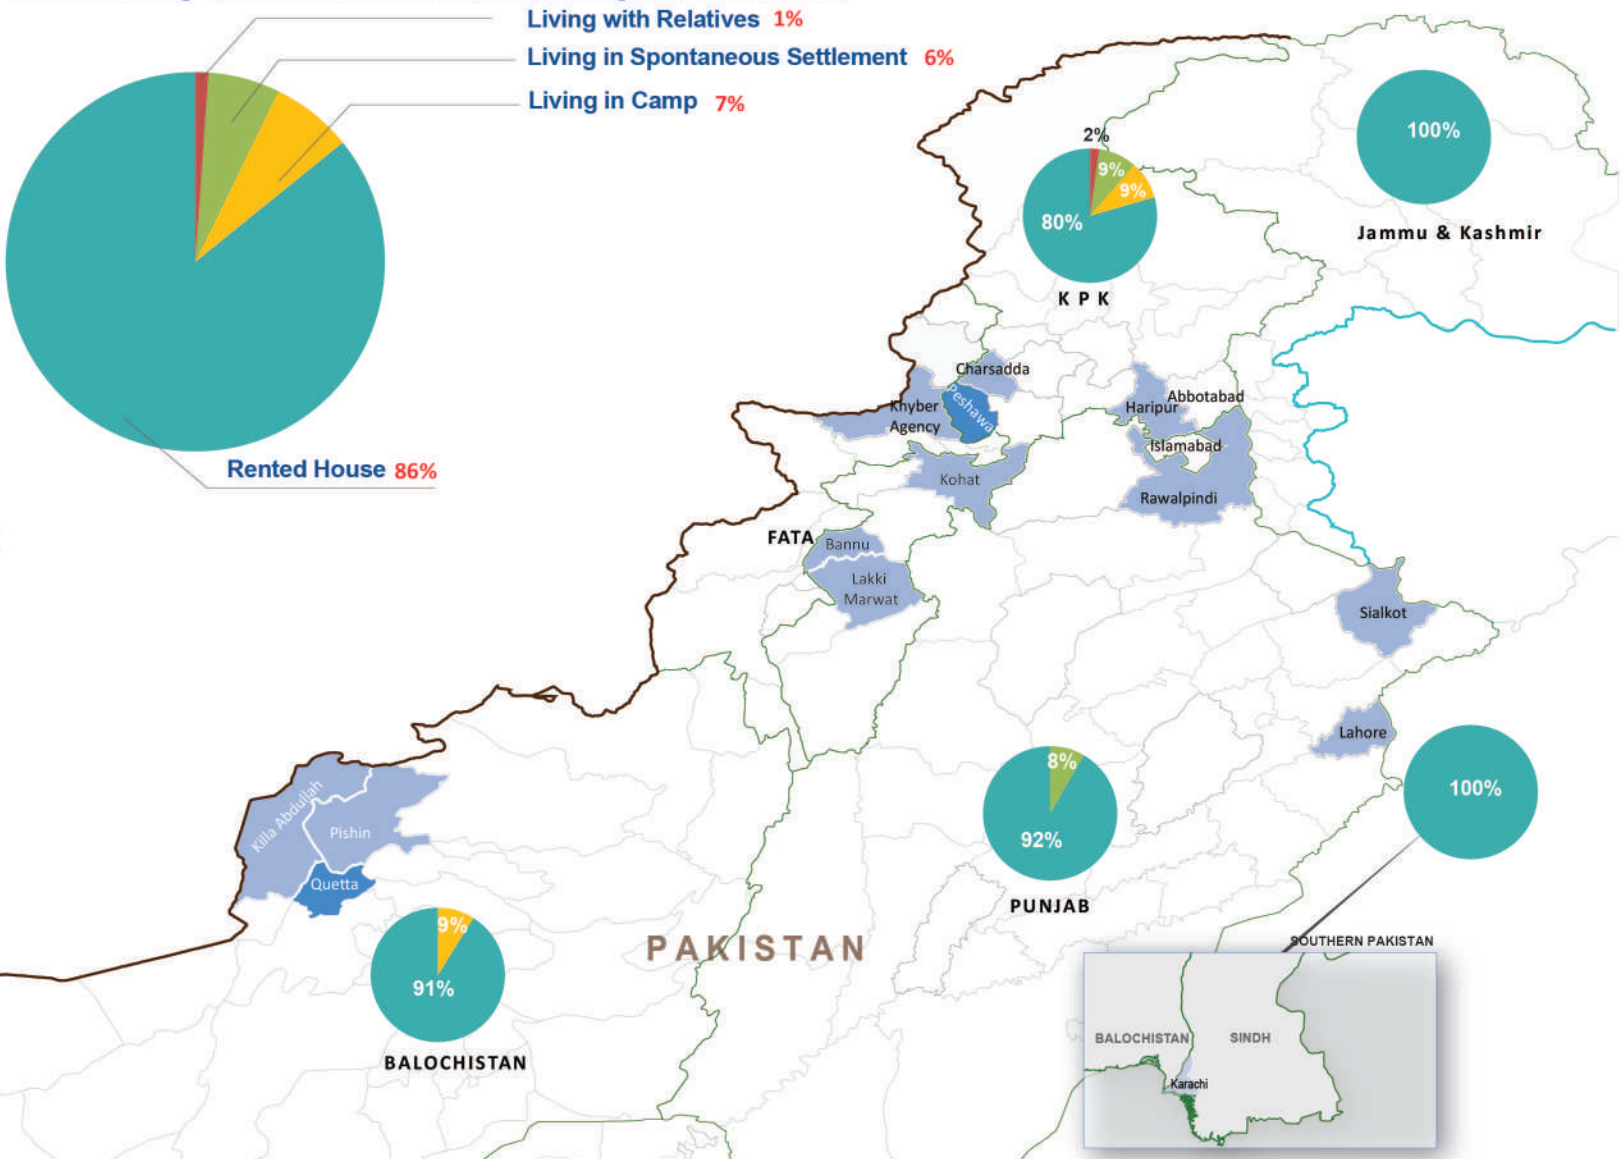 Living with Relatives 1%
Living in Spontaneous Settlement 6%
Living in Camp 7%
Rented House 86%
100%
Jammu & Kashmir
2%
9%
9%
80%
K P K
Charsadda
Peshawa
Khyber
Agency
Haripur
Abbotabad
Islamabad
Rawalpindi
Kohat
FATA
Bannu
Lakki
Marwat
Sialkot
Lahore
100%
8%
92%
PUNJAB
Killa Abdullah
Pishin
Quetta
9%
91%
BALOCHISTAN
PAKISTAN
SOUTHERN PAKISTAN
BALOCHISTAN
SINDH
Karachi